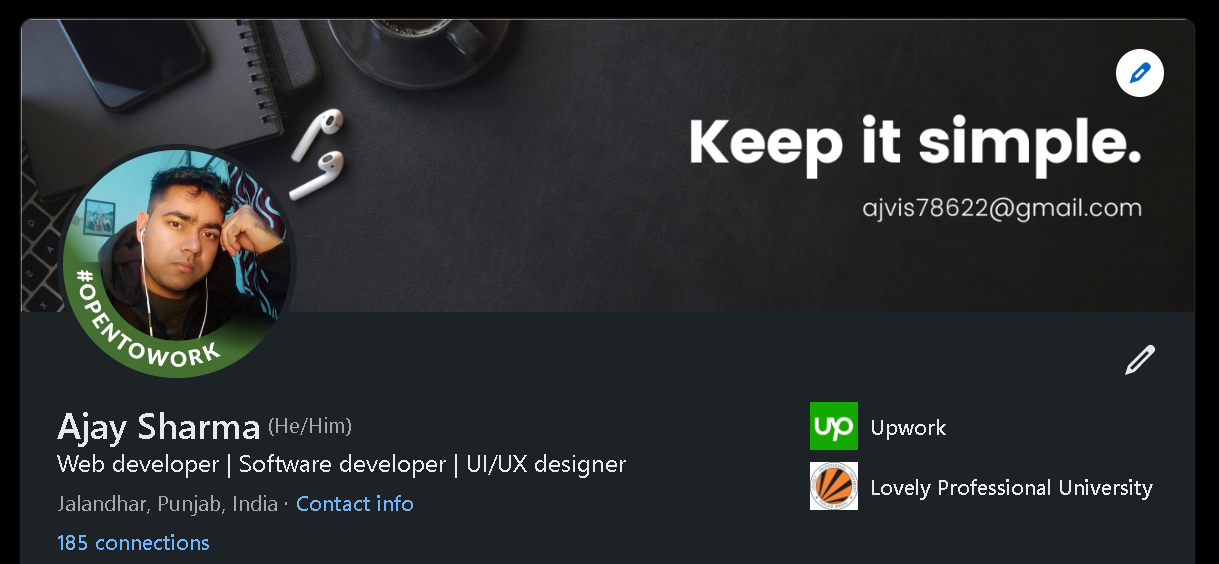 Keep it simple.
ajvis78622@gmail.com
#OPENTOWORK
Ajay Sharma (He/Him)
Web developer | Software developer | UI/UX designer
Jalandhar, Punjab, India · Contact info
185 connections
up Upwork
Lovely Professional University